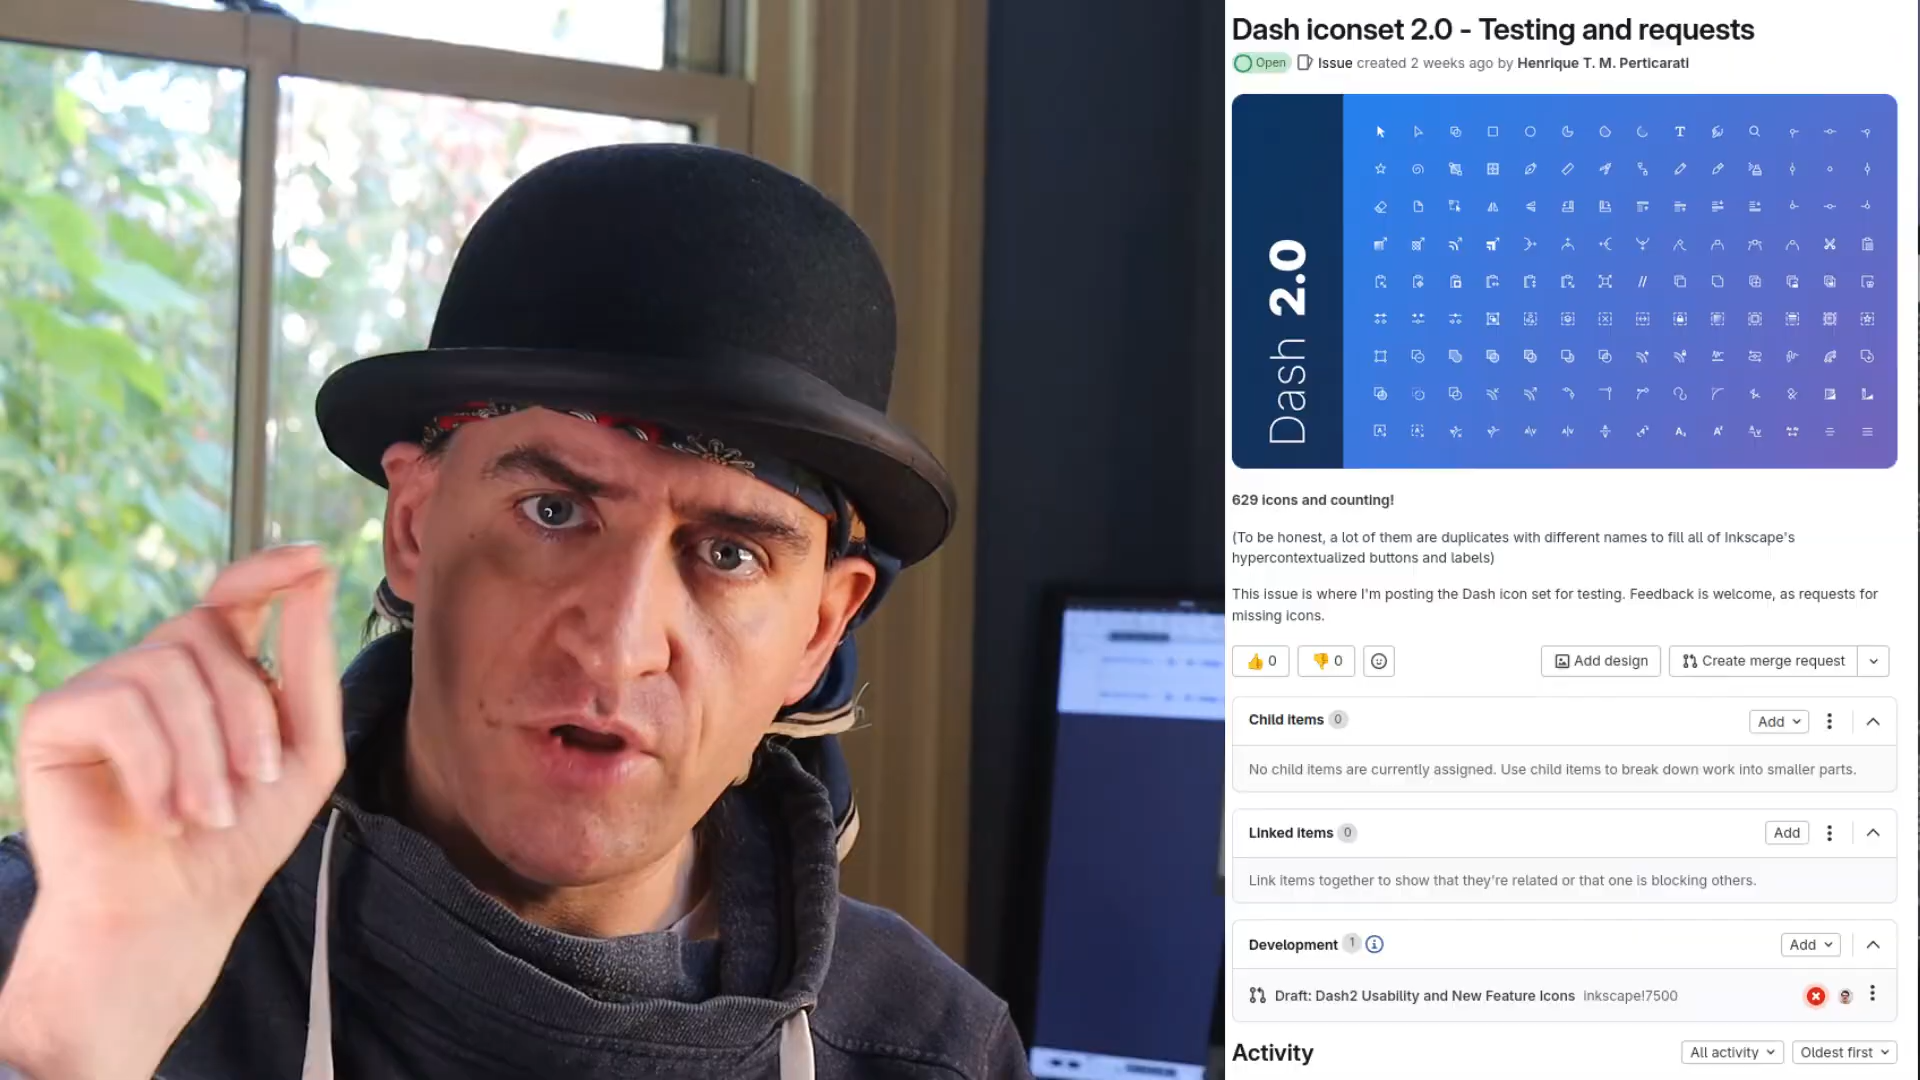 Dash iconset 2.0 - Testing and requests
Open Issue created 2 weeks ago by Henrique T. M. Perticarati
Dash 2.0
629 icons and counting!
(To be honest, a lot of them are duplicates with different names to fill all of Inkscape's
hypercontextualized buttons and labels)
This issue is where I'm posting the Dash icon set for testing. Feedback is welcome, as requests for
missing icons.
👍 0 👎 0 Add design Create merge request
Child items 0 Add
No child items are currently assigned. Use child items to break down work into smaller parts.
Linked items 0 Add
Link items together to show that they're related or that one is blocking others.
Development 1 Add
Draft: Dash2 Usability and New Feature Icons inkscape!7500
Activity All activity Oldest first